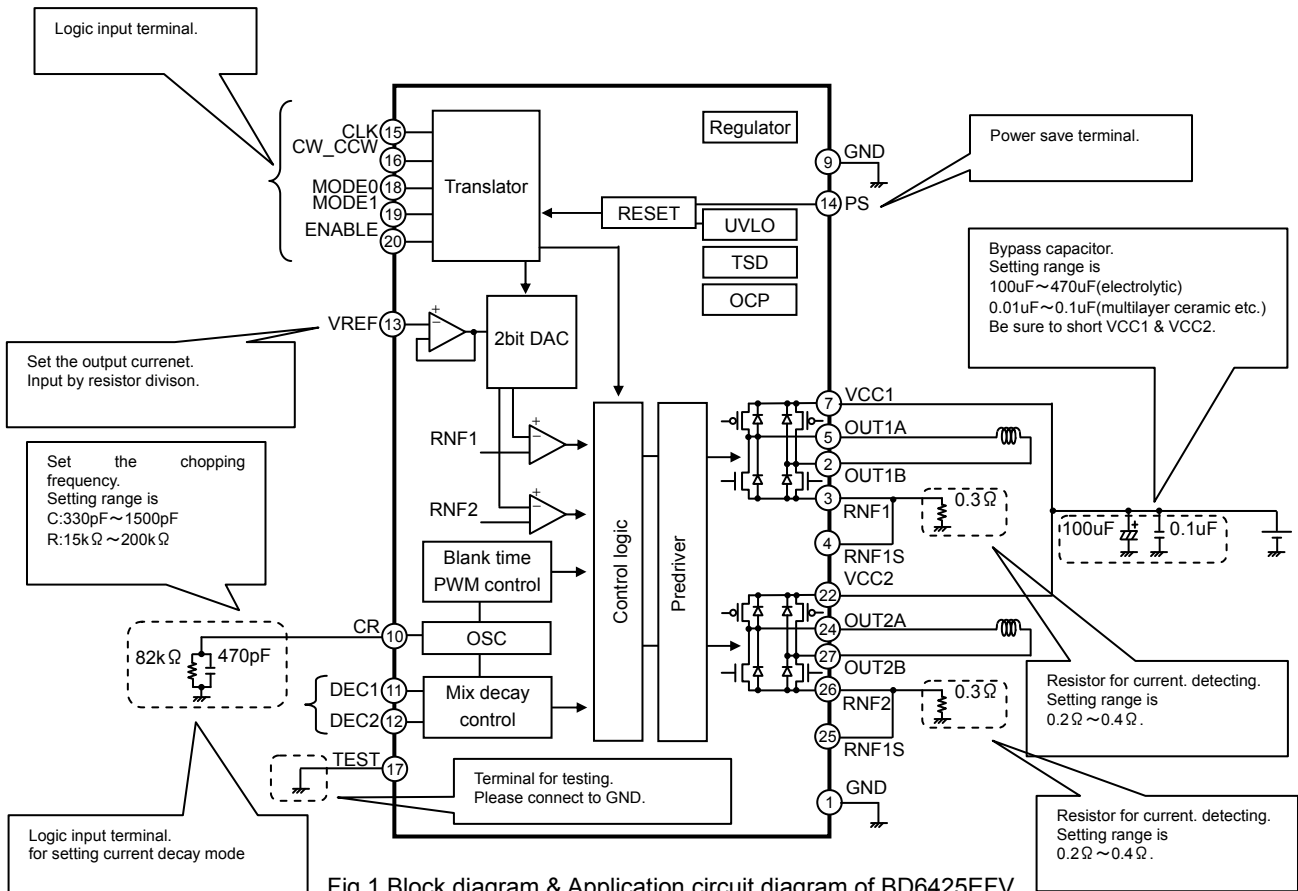 Logic input terminal.
CLK
15
CW_CCW
16
MODE0
18
MODE1
19
ENABLE
20
Translator
Regulator
GND
9
14
PS
RESET
UVLO
TSD
OCP
Power save terminal.
Bypass capacitor.
Setting range is
100uF～470uF(electrolytic)
0.01uF～0.1uF(multilayer ceramic etc.)
Be sure to short VCC1 & VCC2.
VREF
13
+
−
2bit DAC
Set the output currenet.
Input by resistor divison.
Set the chopping
frequency.
Setting range is
C:330pF～1500pF
R:15kΩ～200kΩ
RNF1
+
−
RNF2
+
−
Blank time
PWM control
Control logic
Predriver
7
VCC1
5
OUT1A
2
OUT1B
3
RNF1
0.3Ω
4
RNF1S
100uF
+
0.1uF
VCC2
22
24
OUT2A
27
OUT2B
26
RNF2
0.3Ω
25
RNF1S
1
GND
CR
10
OSC
82kΩ
470pF
DEC1
11
DEC2
12
Mix decay
control
TEST
17
Terminal for testing.
Please connect to GND.
Resistor for current. detecting.
Setting range is
0.2Ω～0.4Ω.
Logic input terminal.
for setting current decay mode
Resistor for current. detecting.
Setting range is
0.2Ω～0.4Ω.
Fig.1 Block diagram & Application circuit diagram of BD6425EFV